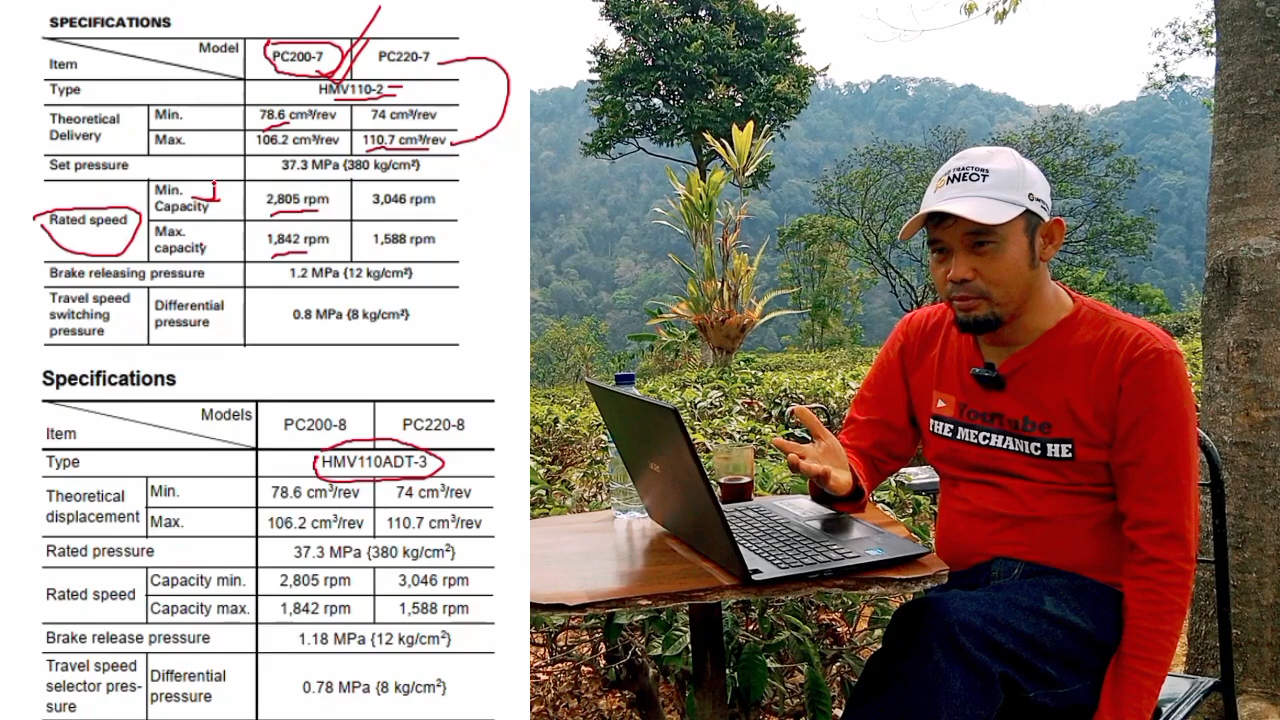 SPECIFICATIONS
Model
Item
PC200-7
PC220-7
Type
HMV110-2
Theoretical
Delivery
Min.
78.6 cm³/rev
74 cm³/rev
Max.
106.2 cm³/rev
110.7 cm³/rev
Set pressure
37.3 MPa {380 kg/cm²}
Rated speed
Min.
Capacity
2,805 rpm
3,046 rpm
Max.
capacity
1,842 rpm
1,588 rpm
Brake releasing pressure
1.2 MPa {12 kg/cm²}
Travel speed
switching
pressure
Differential
pressure
0.8 MPa {8 kg/cm²}
Specifications
Models
Item
PC200-8
PC220-8
Type
HMV110ADT-3
Theoretical
displacement
Min.
78.6 cm³/rev
74 cm³/rev
Max.
106.2 cm³/rev
110.7 cm³/rev
Rated pressure
37.3 MPa {380 kg/cm²}
Rated speed
Capacity min.
2,805 rpm
3,046 rpm
Capacity max.
1,842 rpm
1,588 rpm
Brake release pressure
1.18 MPa {12 kg/cm²}
Travel speed
selector pres-
sure
Differential
pressure
0.78 MPa {8 kg/cm²}
TRACTORS
CONNECT
Youtube
THE MECHANIC HE
acer